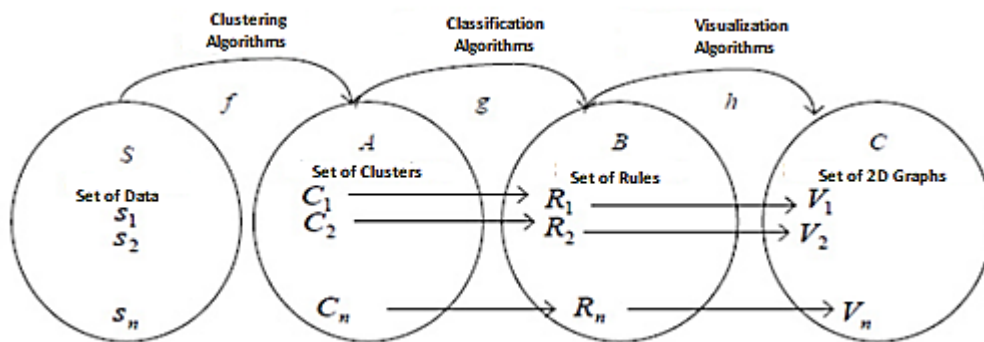 Clustering
Algorithms
Classification
Algorithms
Visualization
Algorithms
f
g
h
S
A
B
C
Set of Data
Set of Clusters
Set of Rules
Set of 2D Graphs
s₁
C₁
R₁
V₁
s₂
C₂
R₂
V₂
sₙ
Cₙ
Rₙ
Vₙ